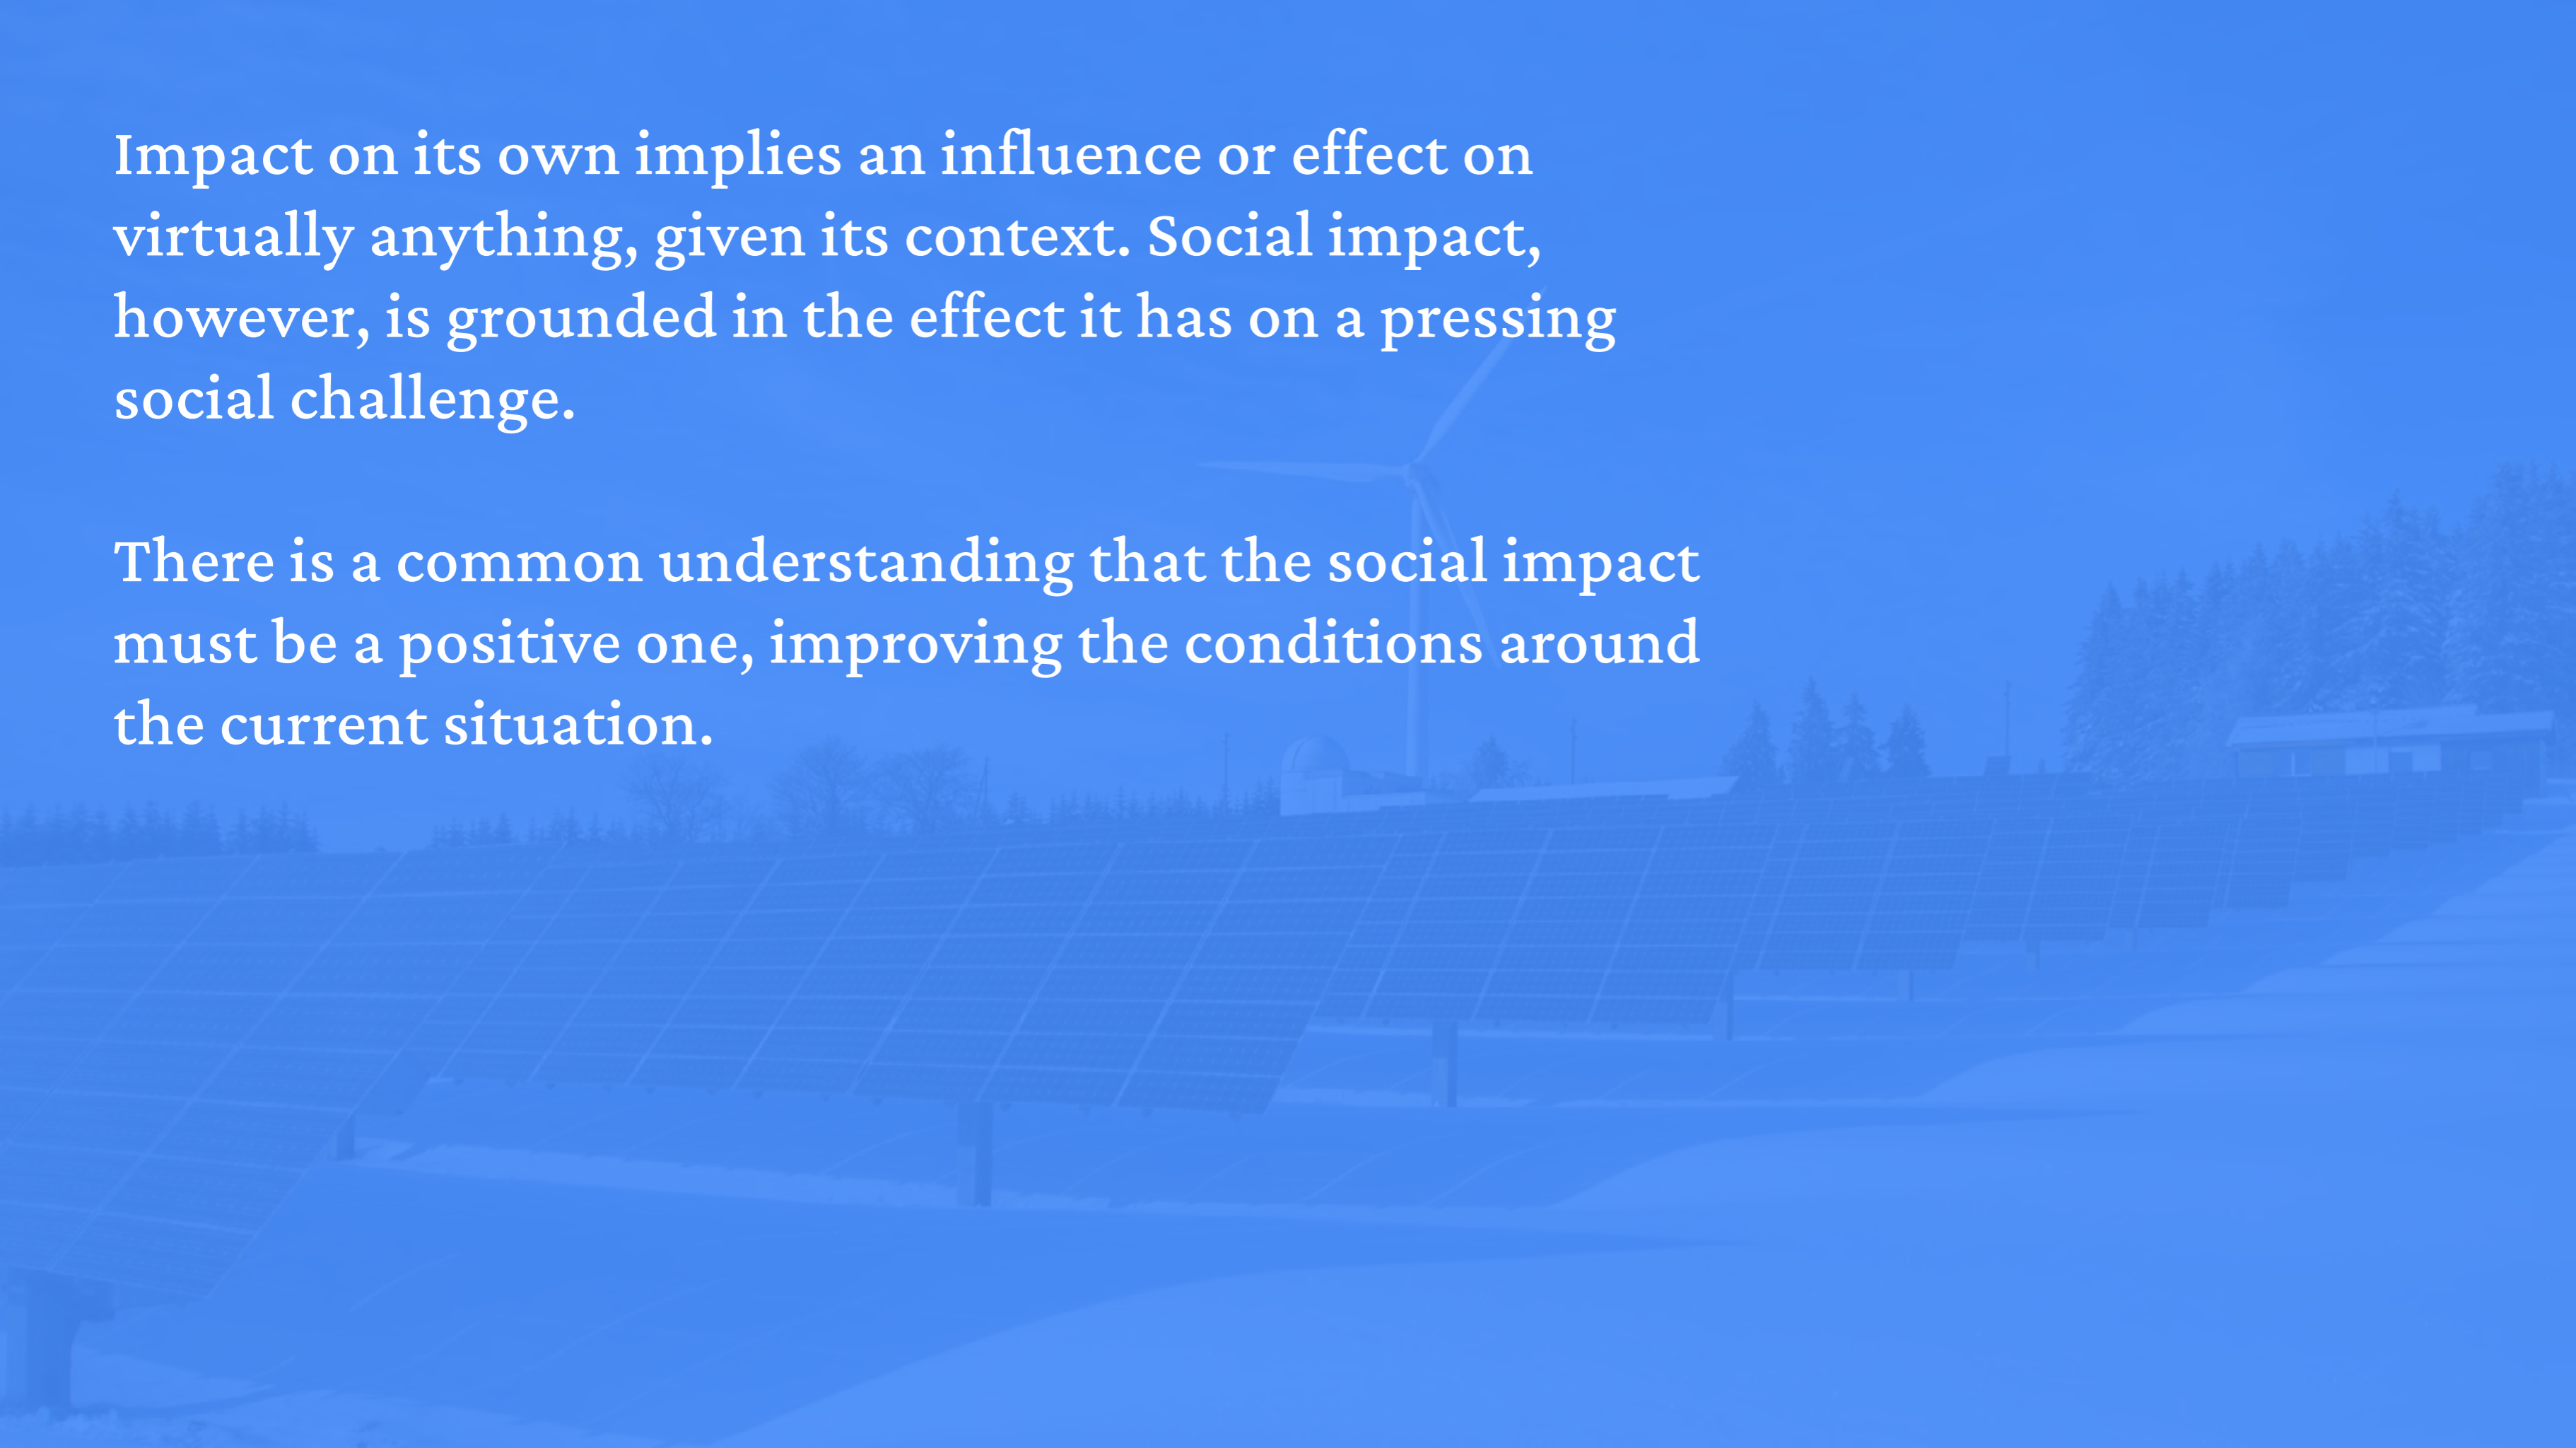 Impact on its own implies an influence or effect on
virtually anything, given its context. Social impact,
however, is grounded in the effect it has on a pressing
social challenge.
There is a common understanding that the social impact
must be a positive one, improving the conditions around
the current situation.